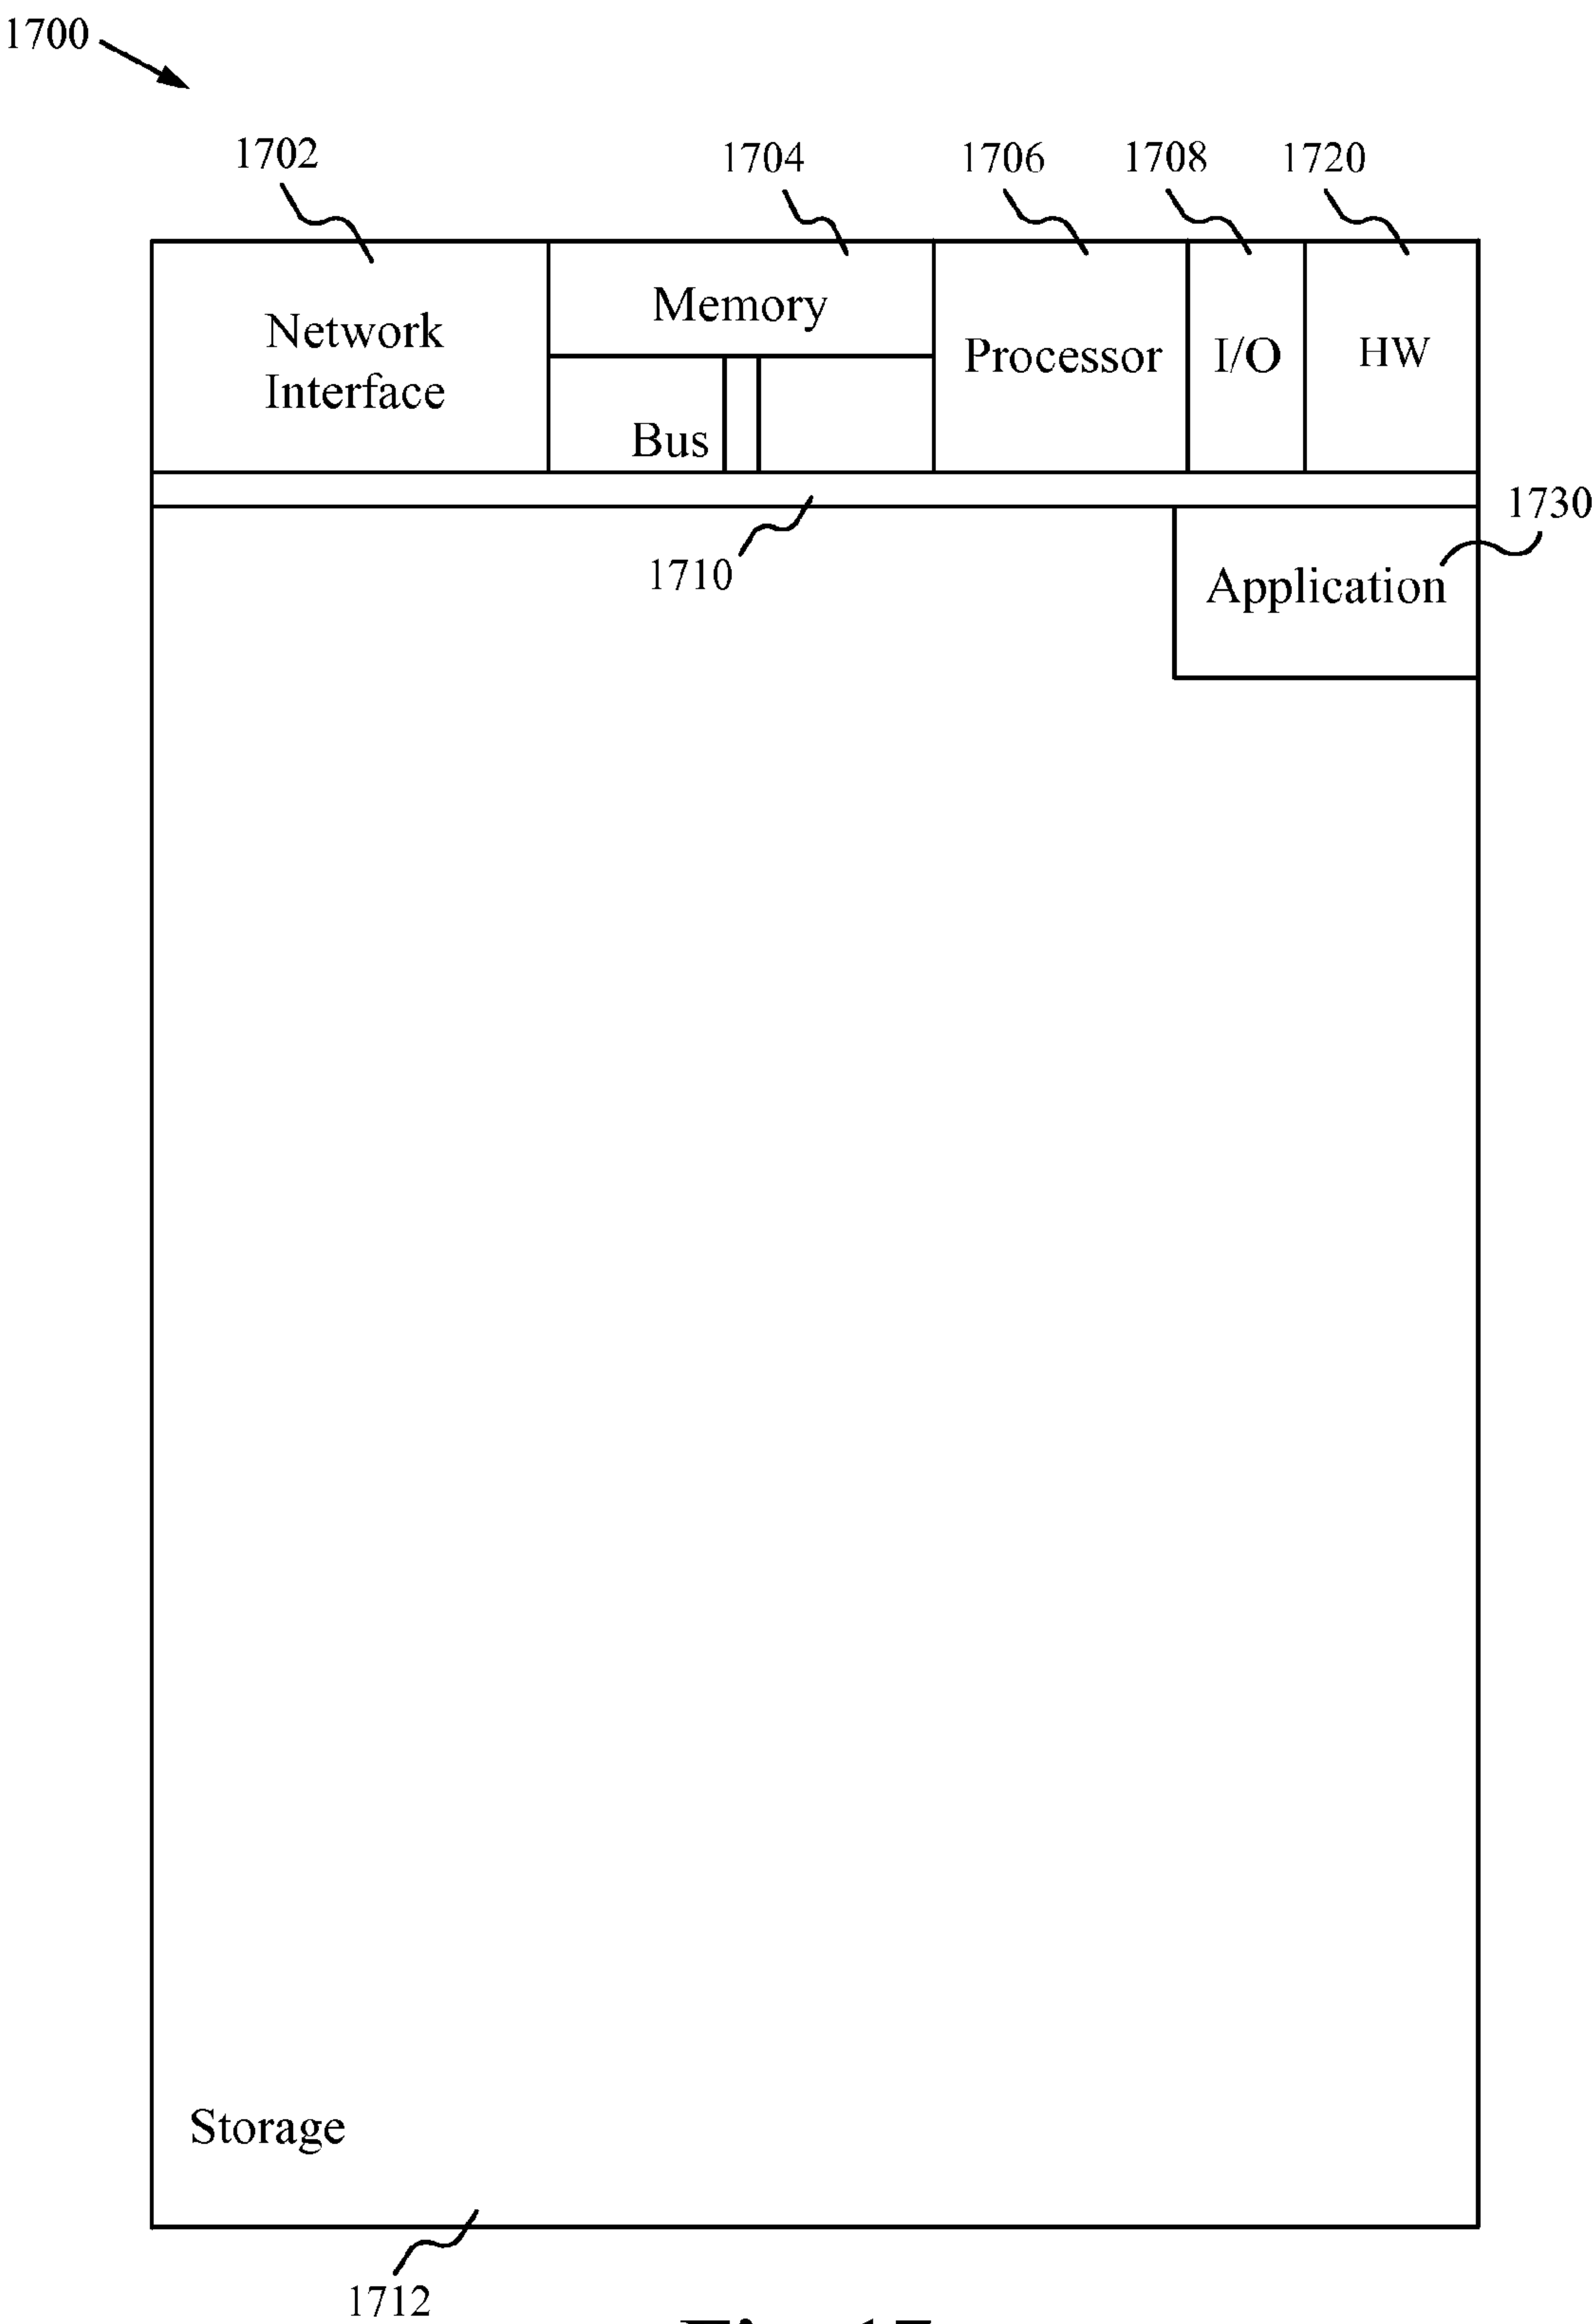 1700
1702
1704
1706
1708
1720
Network
Interface
Memory
Processor
I/O
HW
Bus
1730
1710
Application
Storage
1712